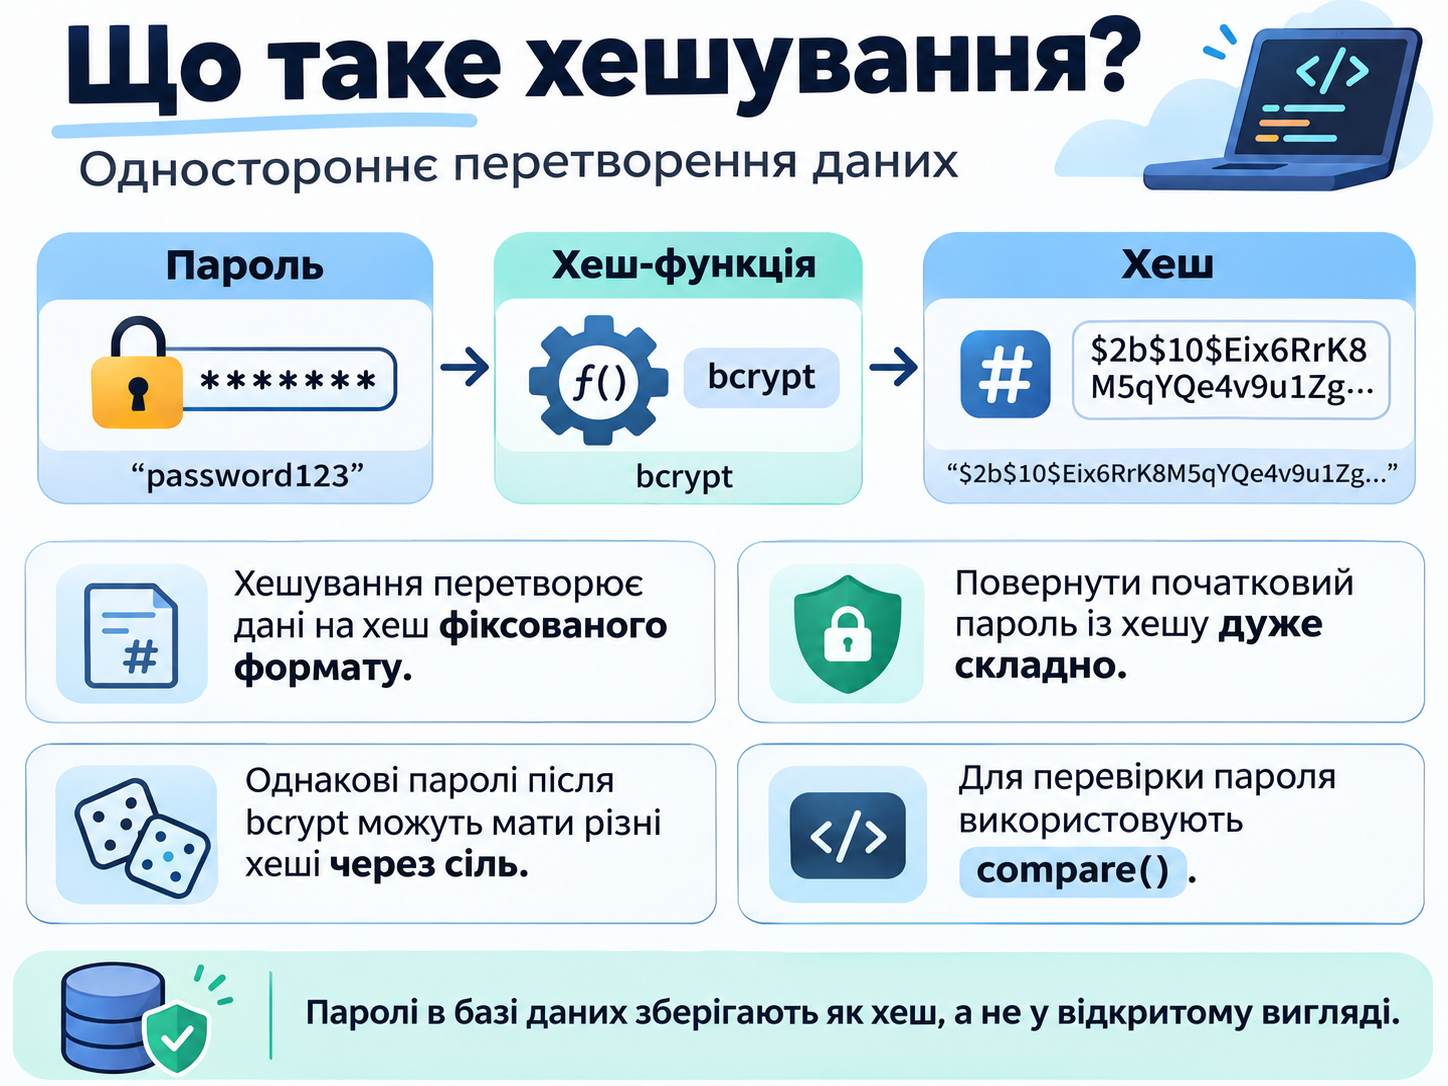 Що таке хешування?
Одностороннє перетворення даних
Пароль
*******
“password123”
Хеш-функція
f()
bcrypt
bcrypt
Хеш
#
$2b$10$Eix6RrK8
M5qYQe4v9u1Zg...
“$2b$10$Eix6RrK8M5qYQe4v9u1Zg...”
</>
#
Хешування перетворює
дані на хеш фіксованого
формату.
Повернути початковий
пароль із хешу дуже
складно.
Однакові паролі після
bcrypt можуть мати різні
хеші через сіль.
</>
Для перевірки пароля
використовують
compare() .
Паролі в базі даних зберігають як хеш, а не у відкритому вигляді.